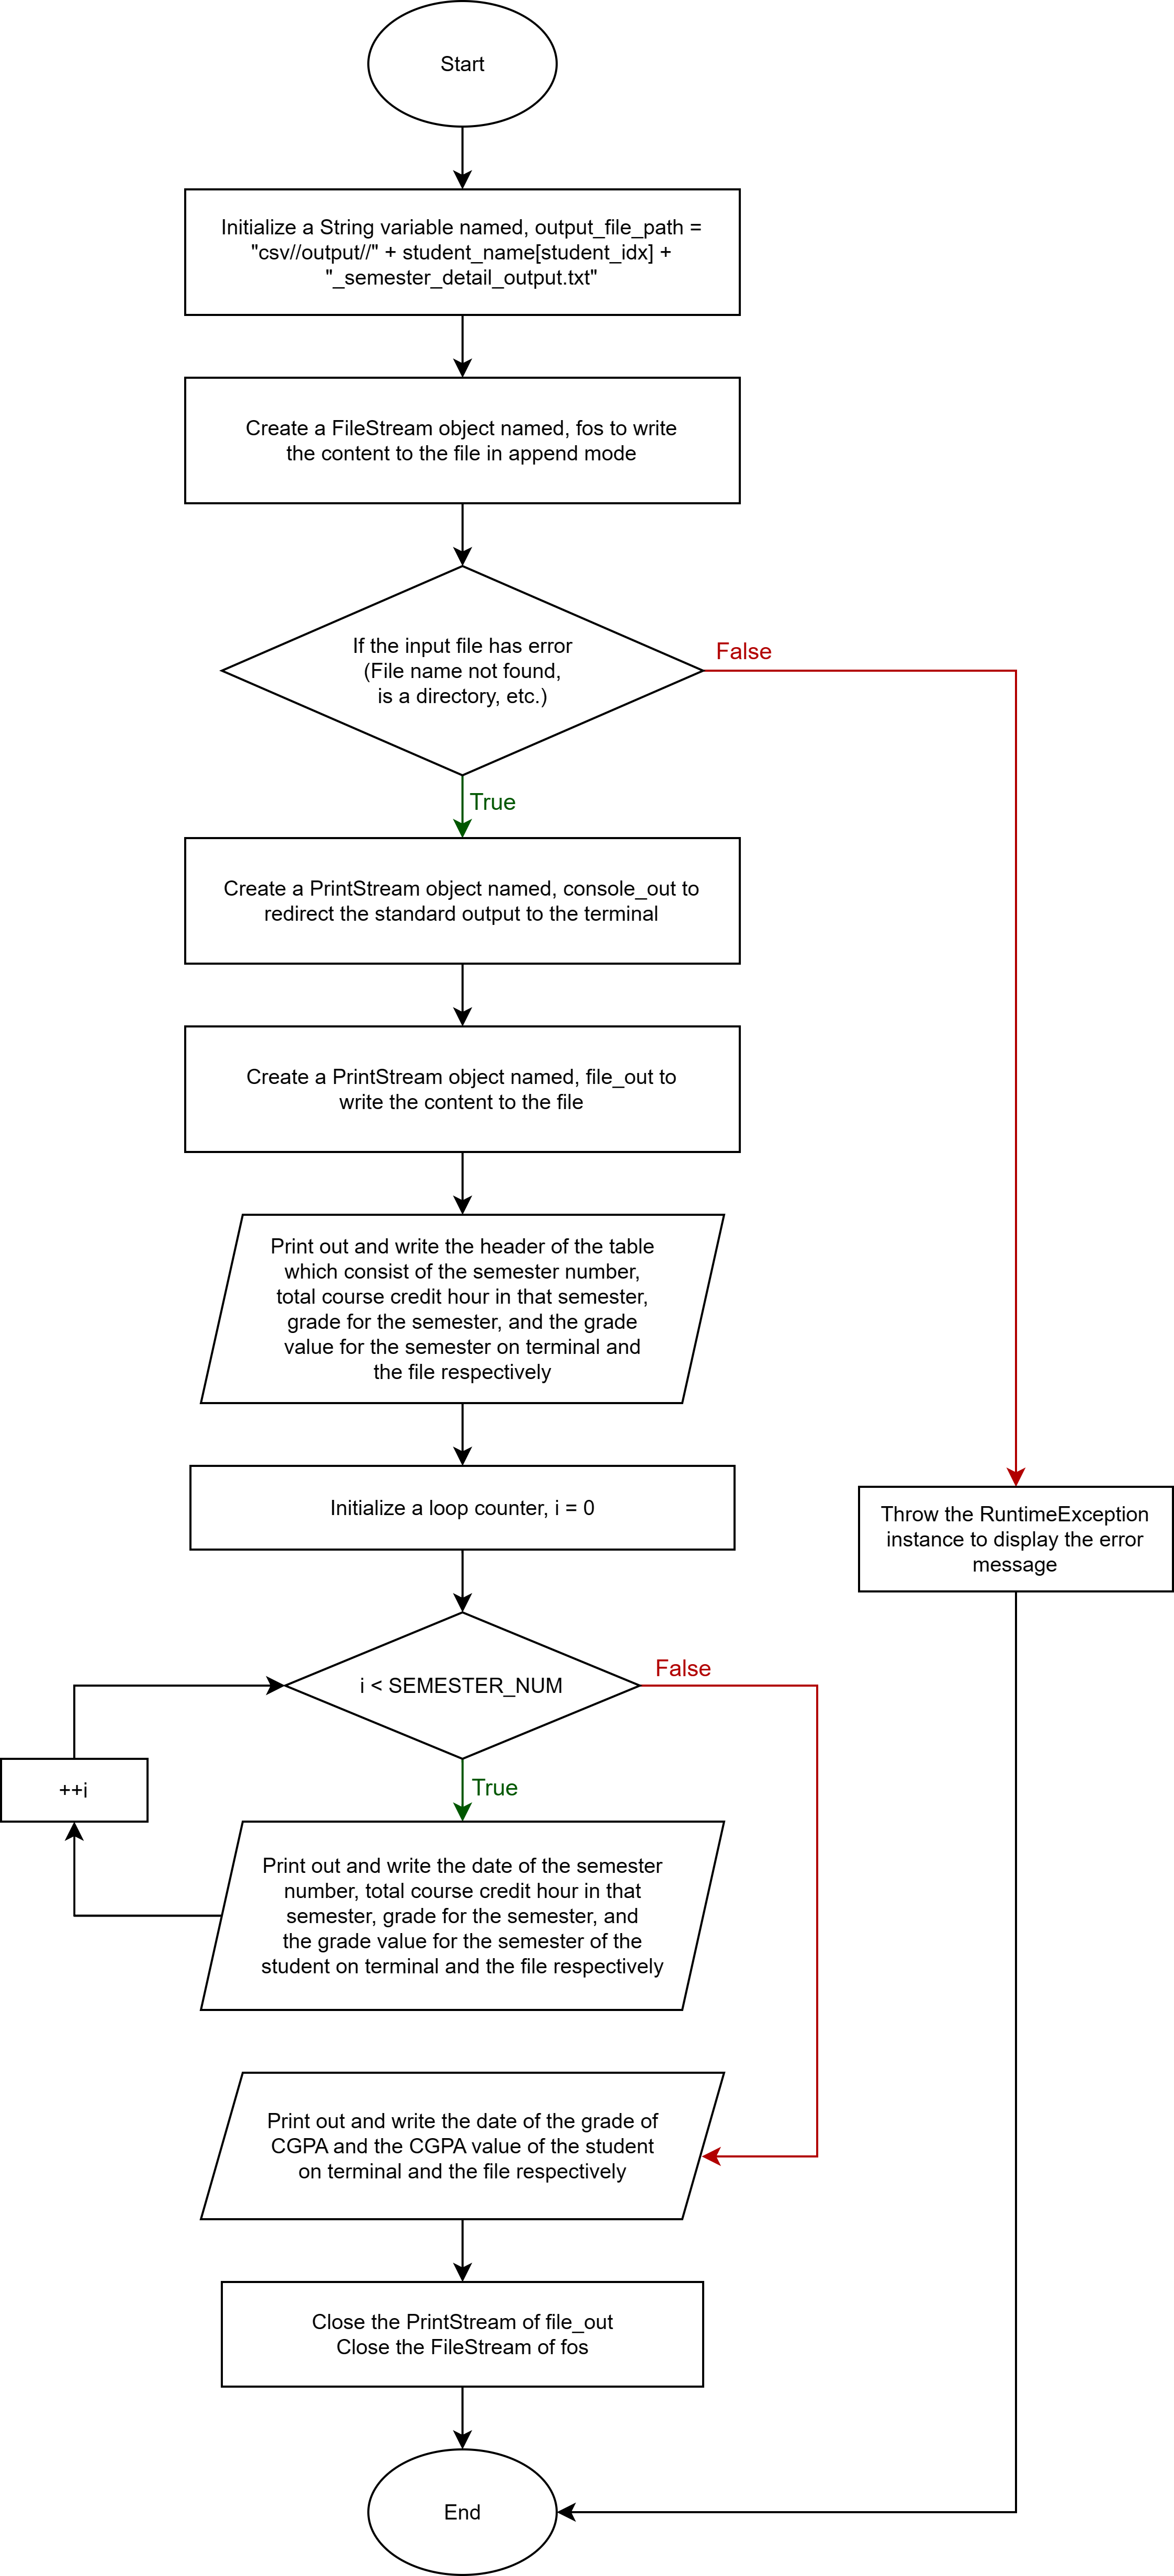 Start
Initialize a String variable named, output_file_path =
"csv//output//" + student_name[student_idx] +
"_semester_detail_output.txt"
Create a FileStream object named, fos to write
the content to the file in append mode
If the input file has error
(File name not found,
is a directory, etc.)
False
True
Create a PrintStream object named, console_out to
redirect the standard output to the terminal
Create a PrintStream object named, file_out to
write the content to the file
Print out and write the header of the table
which consist of the semester number,
total course credit hour in that semester,
grade for the semester, and the grade
value for the semester on terminal and
the file respectively
Initialize a loop counter, i = 0
Throw the RuntimeException
instance to display the error
message
i < SEMESTER_NUM
False
True
++i
Print out and write the date of the semester
number, total course credit hour in that
semester, grade for the semester, and
the grade value for the semester of the
student on terminal and the file respectively
Print out and write the date of the grade of
CGPA and the CGPA value of the student
on terminal and the file respectively
Close the PrintStream of file_out
Close the FileStream of fos
End